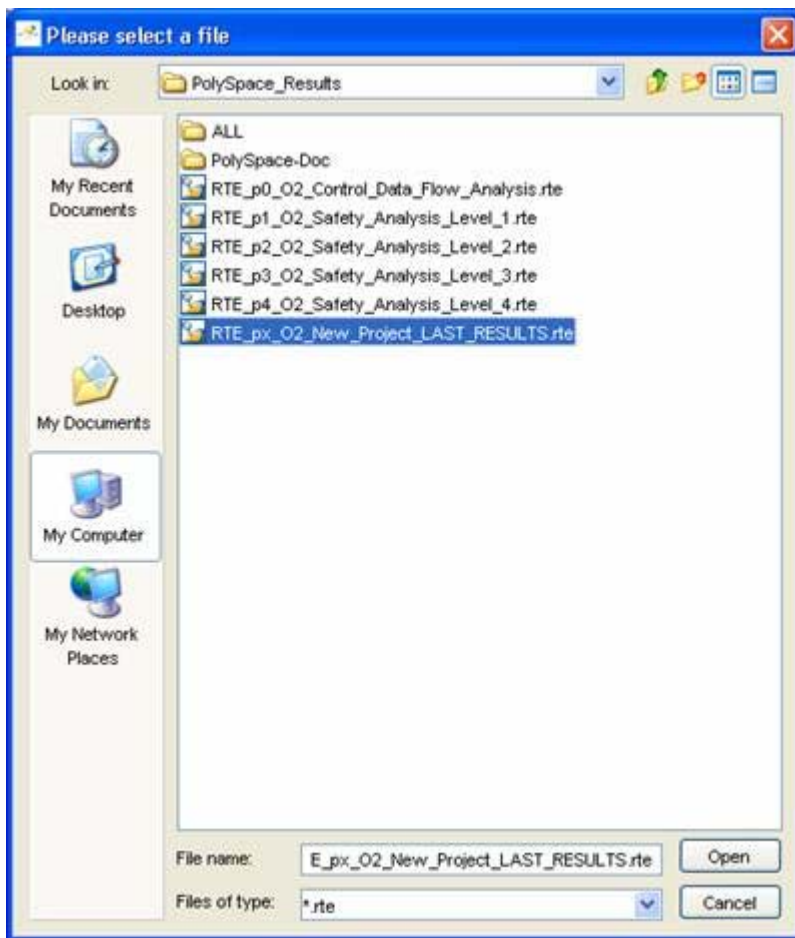 Please select a file
Look in:
PolySpace_Results
My Recent
Documents
Desktop
My Documents
My Computer
My Network
Places
ALL
PolySpace-Doc
RTE_p0_O2_Control_Data_Flow_Analysis.rte
RTE_p1_O2_Safety_Analysis_Level_1.rte
RTE_p2_O2_Safety_Analysis_Level_2.rte
RTE_p3_O2_Safety_Analysis_Level_3.rte
RTE_p4_O2_Safety_Analysis_Level_4.rte
RTE_px_O2_New_Project_LAST_RESULTS.rte
File name:
E_px_O2_New_Project_LAST_RESULTS.rte
Open
Files of type:
*.rte
Cancel